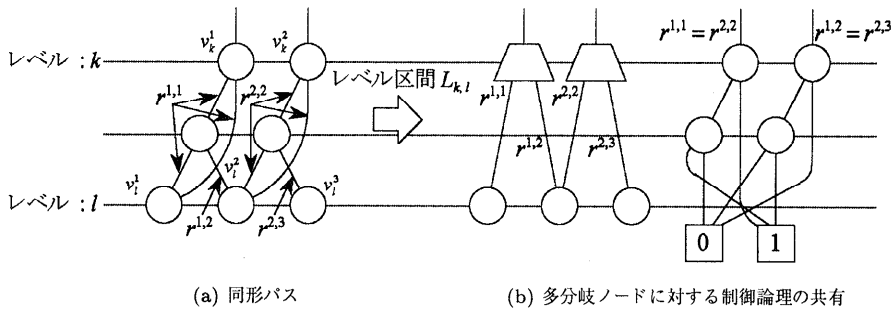 レベル : k
v_k^1
v_k^2
r^{1,1}
r^{2,2}
v_l^1
v_l^2
v_l^3
r^{1,2}
r^{2,3}
レベル : l
レベル区間 L_{k,l}
r^{1,1}
r^{2,2}
r^{1,2}
r^{2,3}
r^{1,1} = r^{2,2}
r^{1,2} = r^{2,3}
0
1
(a) 同形パス
(b) 多分岐ノードに対する制御論理の共有